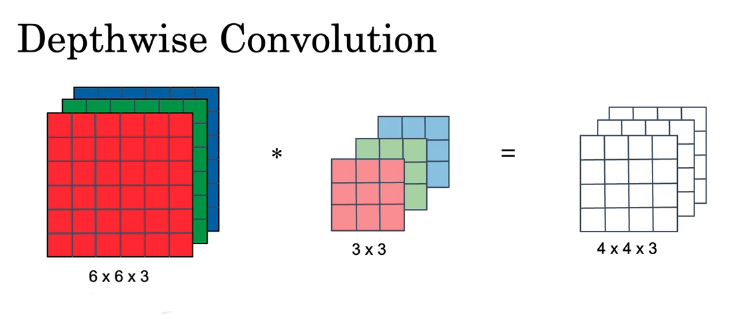 Depthwise Convolution
* =
6 x 6 x 3
3 x 3
4 x 4 x 3